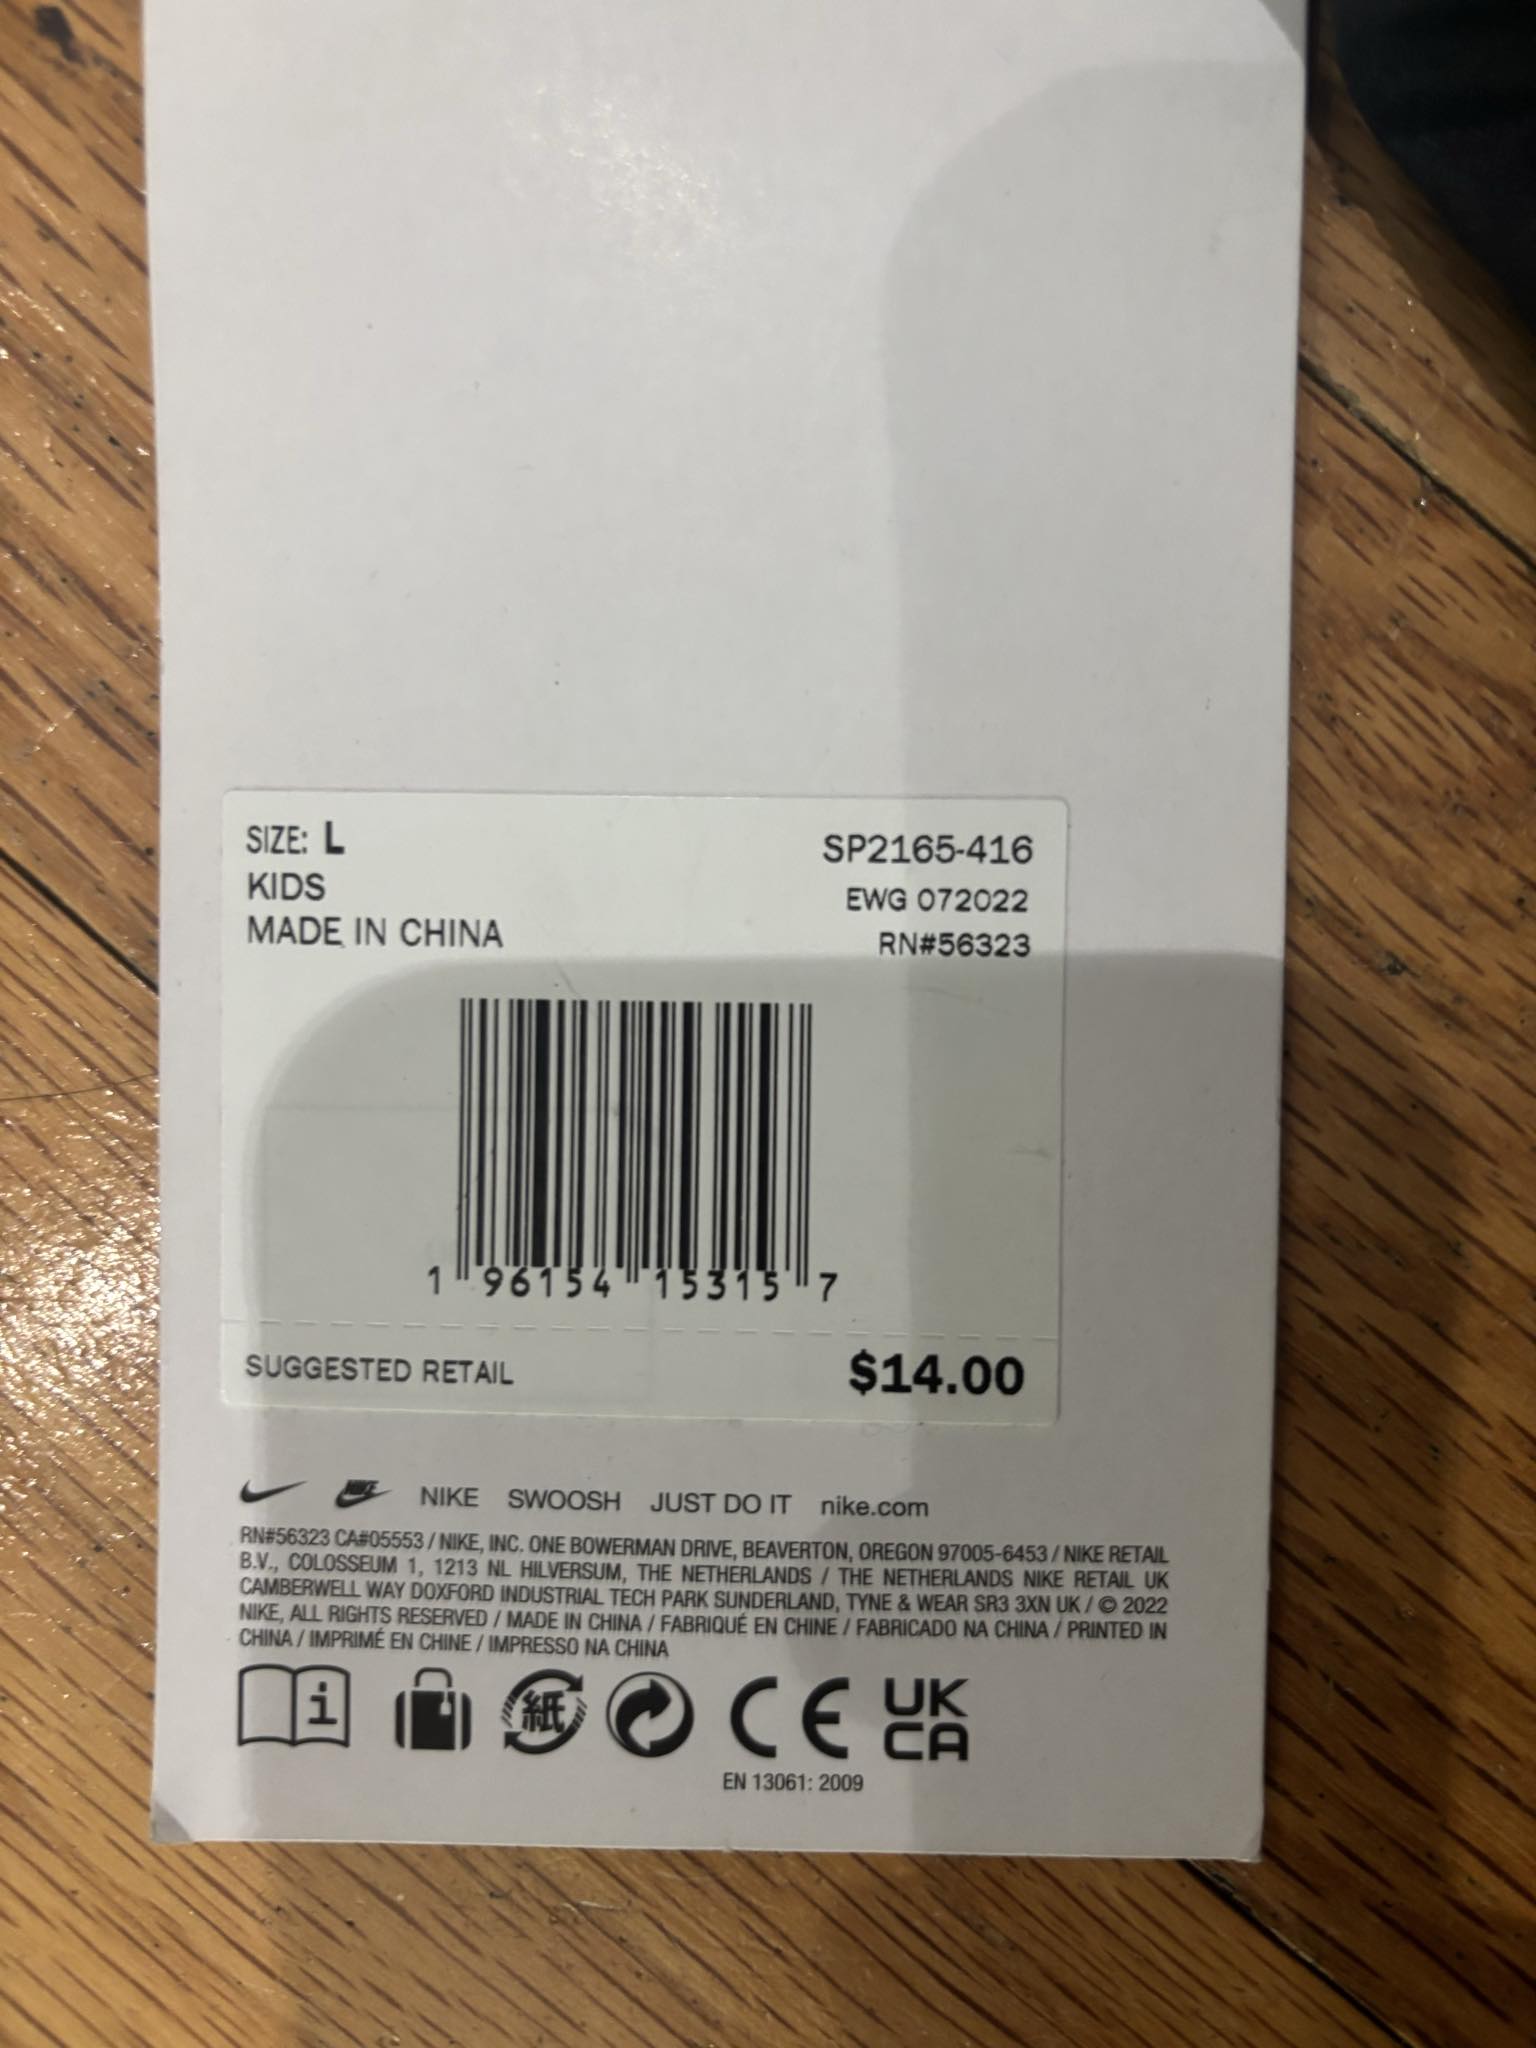 SIZE: L
SP2165-416
KIDS
EWG 072022
MADE IN CHINA
RN#56323
1 96154 15315 7
SUGGESTED RETAIL
$14.00
NIKE NIKE SWOOSH JUST DO IT nike.com
RN#56323 CA#05553 / NIKE, INC. ONE BOWERMAN DRIVE, BEAVERTON, OREGON 97005-6453 / NIKE RETAIL
B.V., COLOSSEUM 1, 1213 NL HILVERSUM, THE NETHERLANDS / THE NETHERLANDS NIKE RETAIL UK
CAMBERWELL WAY DOXFORD INDUSTRIAL TECH PARK SUNDERLAND, TYNE & WEAR SR3 3XN UK / © 2022
NIKE, ALL RIGHTS RESERVED / MADE IN CHINA / FABRIQUÉ EN CHINE / FABRICADO NA CHINA / PRINTED IN
CHINA / IMPRIMÉ EN CHINE / IMPRESSO NA CHINA
i 紙 CE UK
CA
EN 13061: 2009